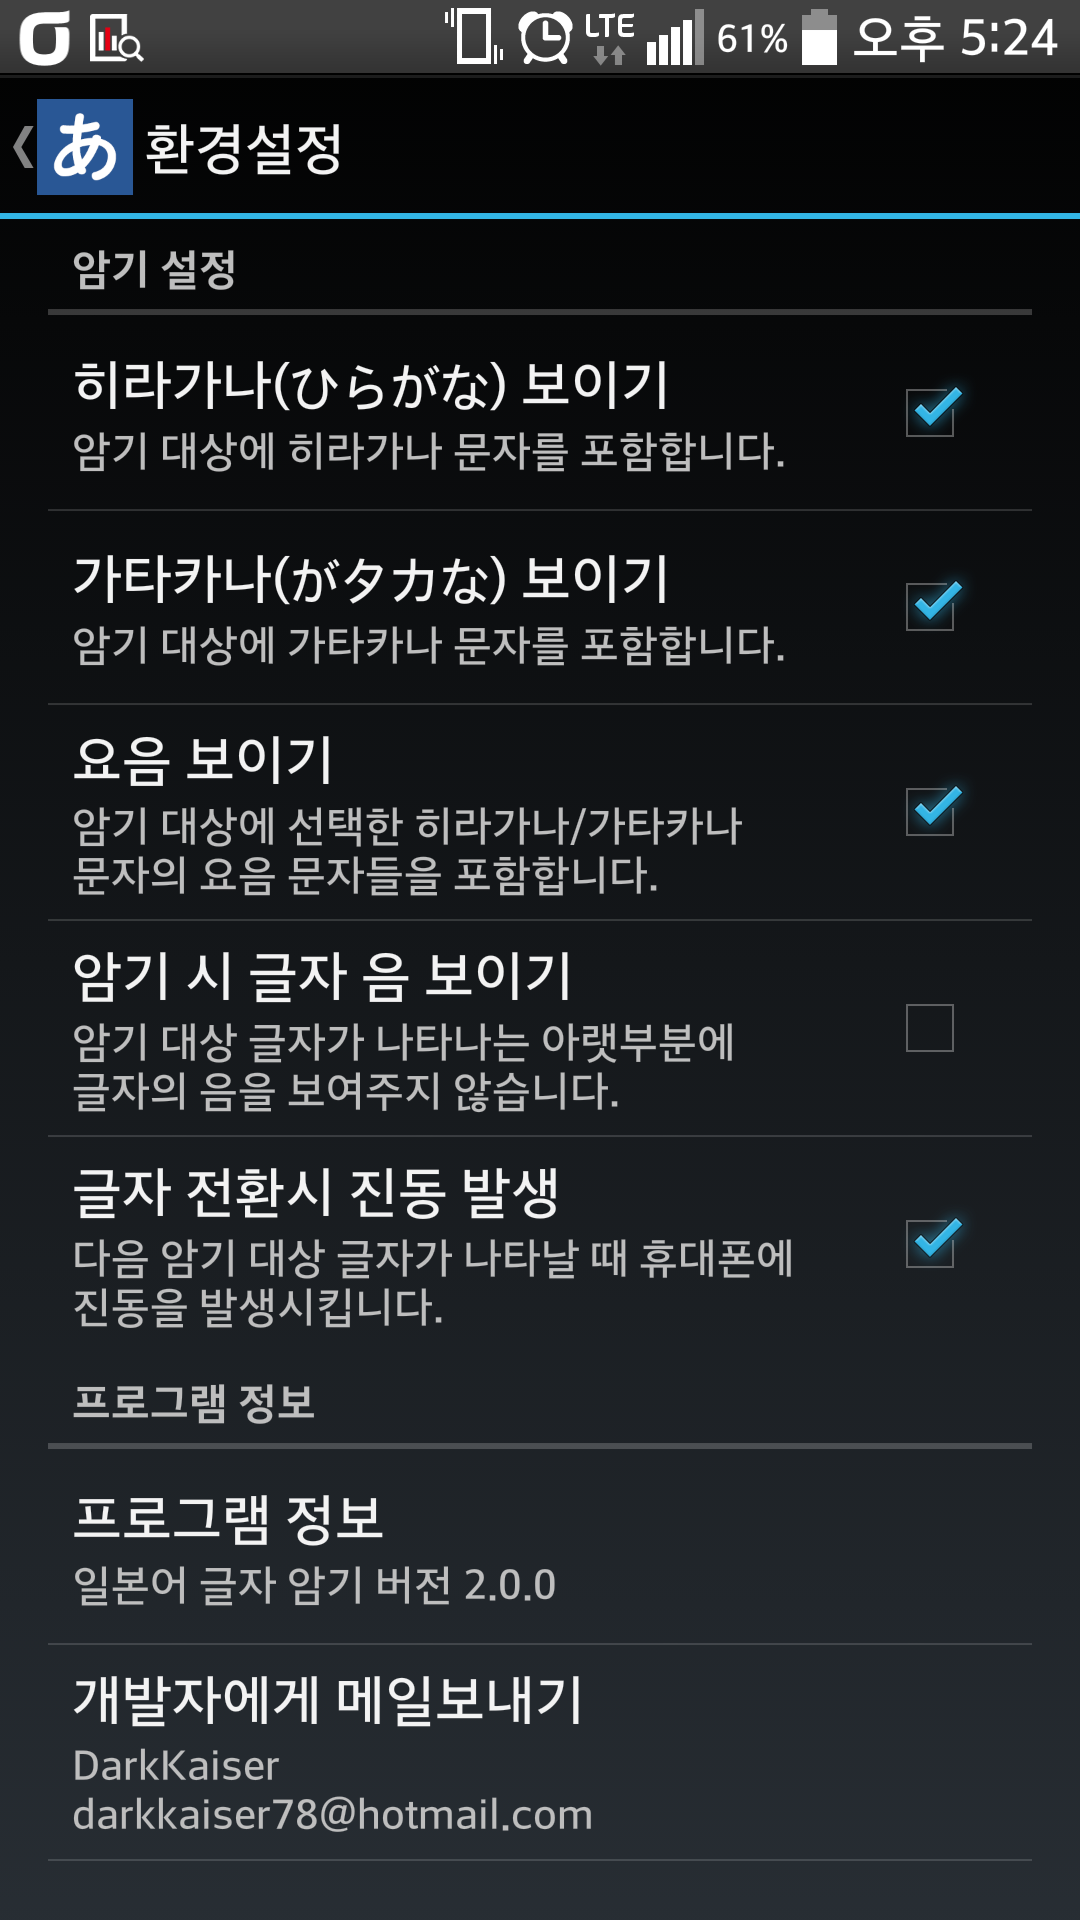 LTE 61% 오후 5:24
あ 환경설정
암기 설정
히라가나(ひらがな) 보이기
암기 대상에 히라가나 문자를 포함합니다.
가타카나(がタカな) 보이기
암기 대상에 가타카나 문자를 포함합니다.
요음 보이기
암기 대상에 선택한 히라가나/가타카나
문자의 요음 문자들을 포함합니다.
암기 시 글자 음 보이기
암기 대상 글자가 나타나는 아랫부분에
글자의 음을 보여주지 않습니다.
글자 전환시 진동 발생
다음 암기 대상 글자가 나타날 때 휴대폰에
진동을 발생시킵니다.
프로그램 정보
프로그램 정보
일본어 글자 암기 버전 2.0.0
개발자에게 메일보내기
DarkKaiser
darkkaiser78@hotmail.com